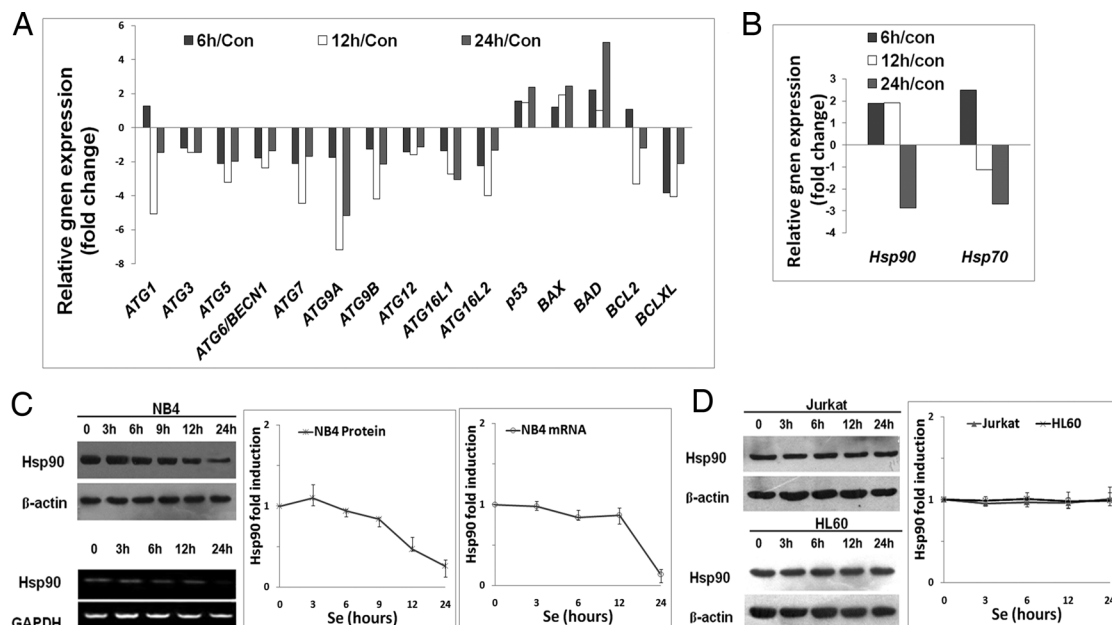 A
6h/Con 12h/Con 24h/Con
Relative gnen expression
(fold change)
6
4
2
0
-2
-4
-6
-8
ATG1 ATG3 ATG5 ATG6/BECN1 ATG7 ATG9A ATG9B ATG12 ATG16L1 ATG16L2 p53 BAX BAD BCL2 BCLXL
B
6h/con
12h/con
24h/con
Relative gnen expression
(fold change)
3
2
1
0
-1
-2
-3
-4
Hsp90 Hsp70
C
NB4
0 3h 6h 9h 12h 24h
Hsp90
ß-actin
0 3h 6h 12h 24h
Hsp90
GAPDH
NB4 Protein
Hsp90 fold induction
2
1
0
0 3 6 9 12 24
Se (hours)
NB4 mRNA
Hsp90 fold induction
2
1
0
0 3 6 12 24
Se (hours)
D
Jurkat
0 3h 6h 12h 24h
Hsp90
ß-actin
HL60
0 3h 6h 12h 24h
Hsp90
ß-actin
Jurkat HL60
Hsp90 fold induction
2
1
0
0 3 6 12 24
Se (hours)